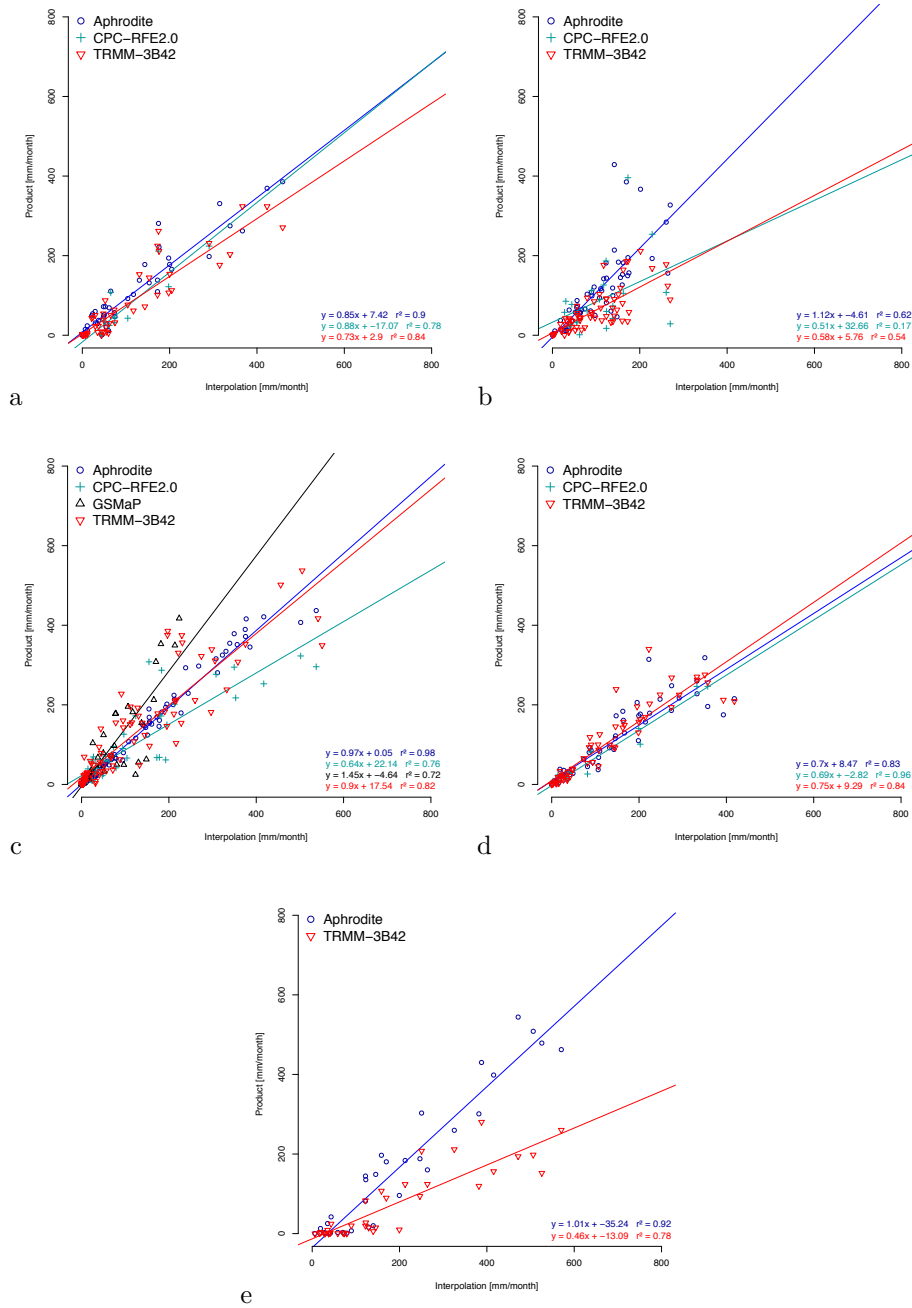 Aphrodite
CPC−RFE2.0
TRMM−3B42
Product [mm/month]
0 200 400 600 800
y = 0.85x + 7.42 r² = 0.9
y = 0.88x + −17.07 r² = 0.78
y = 0.73x + 2.9 r² = 0.84
0 200 400 600 800
Interpolation [mm/month]
a
Aphrodite
CPC−RFE2.0
TRMM−3B42
Product [mm/month]
0 200 400 600 800
y = 1.12x + −4.61 r² = 0.62
y = 0.51x + 32.66 r² = 0.17
y = 0.58x + 5.76 r² = 0.54
0 200 400 600 800
Interpolation [mm/month]
b
Aphrodite
CPC−RFE2.0
GSMaP
TRMM−3B42
Product [mm/month]
0 200 400 600 800
y = 0.97x + 0.05 r² = 0.98
y = 0.64x + 22.14 r² = 0.76
y = 1.45x + −4.64 r² = 0.72
y = 0.9x + 17.54 r² = 0.82
0 200 400 600 800
Interpolation [mm/month]
c
Aphrodite
CPC−RFE2.0
TRMM−3B42
Product [mm/month]
0 200 400 600 800
y = 0.7x + 8.47 r² = 0.83
y = 0.69x + −2.82 r² = 0.96
y = 0.75x + 9.29 r² = 0.84
0 200 400 600 800
Interpolation [mm/month]
d
Aphrodite
TRMM−3B42
Product [mm/month]
0 200 400 600 800
y = 1.01x + −35.24 r² = 0.92
y = 0.46x + −13.09 r² = 0.78
0 200 400 600 800
Interpolation [mm/month]
e